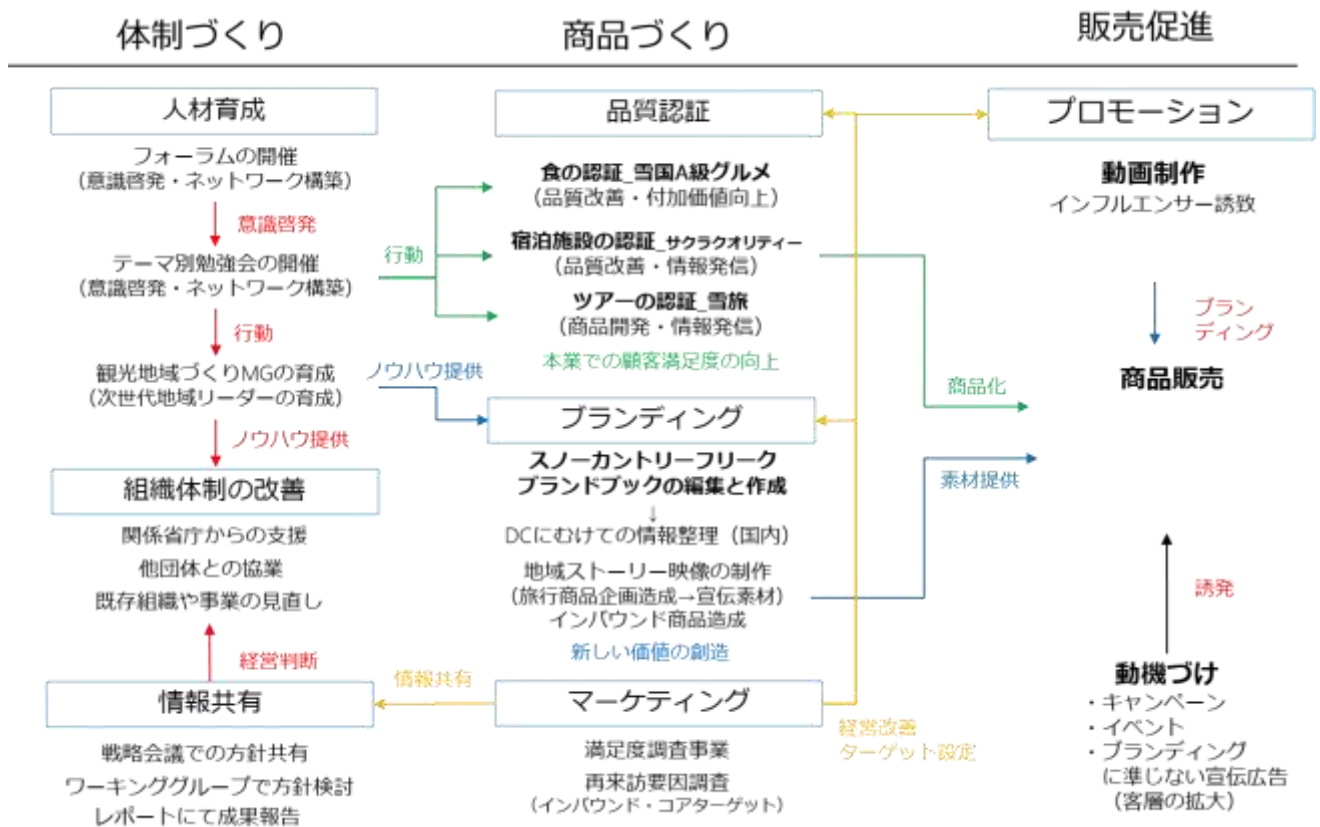 体制づくり
商品づくり
販売促進
人材育成
フォーラムの開催
（意識啓発・ネットワーク構築）
意識啓発
テーマ別勉強会の開催
（意識啓発・ネットワーク構築）
行動
観光地域づくりMGの育成
（次世代地域リーダーの育成）
ノウハウ提供
組織体制の改善
関係省庁からの支援
他団体との協業
既存組織や事業の見直し
経営判断
情報共有
戦略会議での方針共有
ワーキンググループで方針検討
レポートにて成果報告
行動
ノウハウ提供
情報共有
品質認証
食の認証_雪国A級グルメ
（品質改善・付加価値向上）
宿泊施設の認証_サクラクオリティー
（品質改善・情報発信）
ツアーの認証_雪旅
（商品開発・情報発信）
本業での顧客満足度の向上
ブランディング
スノーカントリーフリーク
ブランドブックの編集と作成
↓
DCにむけての情報整理（国内）
地域ストーリー映像の制作
（旅行商品企画造成→宣伝素材）
インバウンド商品造成
新しい価値の創造
マーケティング
満足度調査事業
再来訪要因調査
（インバウンド・コアターゲット）
経営改善
ターゲット設定
商品化
素材提供
プロモーション
動画制作
インフルエンサー誘致
ブラン
ディング
商品販売
誘発
動機づけ
・キャンペーン
・イベント
・ブランディング
に準じない宣伝広告
（客層の拡大）